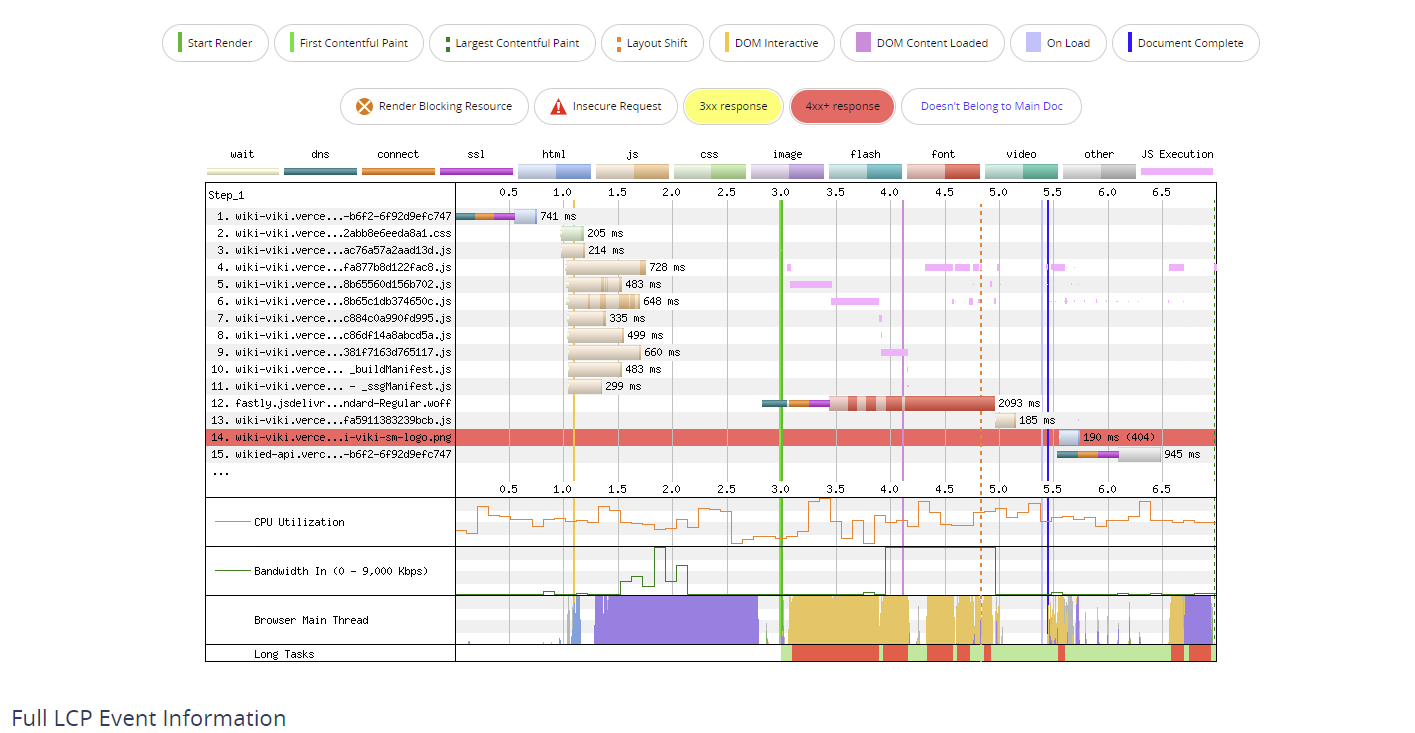 Start Render First Contentful Paint Largest Contentful Paint Layout Shift DOM Interactive DOM Content Loaded On Load Document Complete
Render Blocking Resource Insecure Request 3xx response 4xx+ response Doesn't Belong to Main Doc
wait dns connect ssl html js css image flash font video other JS Execution
Step_1 0.5 1.0 1.5 2.0 2.5 3.0 3.5 4.0 4.5 5.0 5.5 6.0 6.5
1. wiki-viki.verce...-b6f2-6f92d9efc747 741 ms
2. wiki-viki.verce...2abb8e6eeda8a1.css 205 ms
3. wiki-viki.verce...ac76a57a2aad13d.js 214 ms
4. wiki-viki.verce...fa877b8d122fac8.js 728 ms
5. wiki-viki.verce...8b65560d156b702.js 483 ms
6. wiki-viki.verce...8b65c1db374650c.js 648 ms
7. wiki-viki.verce...c884c0a990fd995.js 335 ms
8. wiki-viki.verce...c86df14a8abcd5a.js 499 ms
9. wiki-viki.verce...381f7163d765117.js 660 ms
10. wiki-viki.verce... _buildManifest.js 483 ms
11. wiki-viki.verce... - _ssgManifest.js 299 ms
12. fastly.jsdelivr...ndard-Regular.woff 2093 ms
13. wiki-viki.verce...fa5911383239bcb.js 185 ms
14. wiki-viki.verce...i-viki-sm-logo.png 190 ms (404)
15. wikied-api.verc...-b6f2-6f92d9efc747 945 ms
...
0.5 1.0 1.5 2.0 2.5 3.0 3.5 4.0 4.5 5.0 5.5 6.0 6.5
CPU Utilization
Bandwidth In (0 - 9,000 Kbps)
Browser Main Thread
Long Tasks
Full LCP Event Information